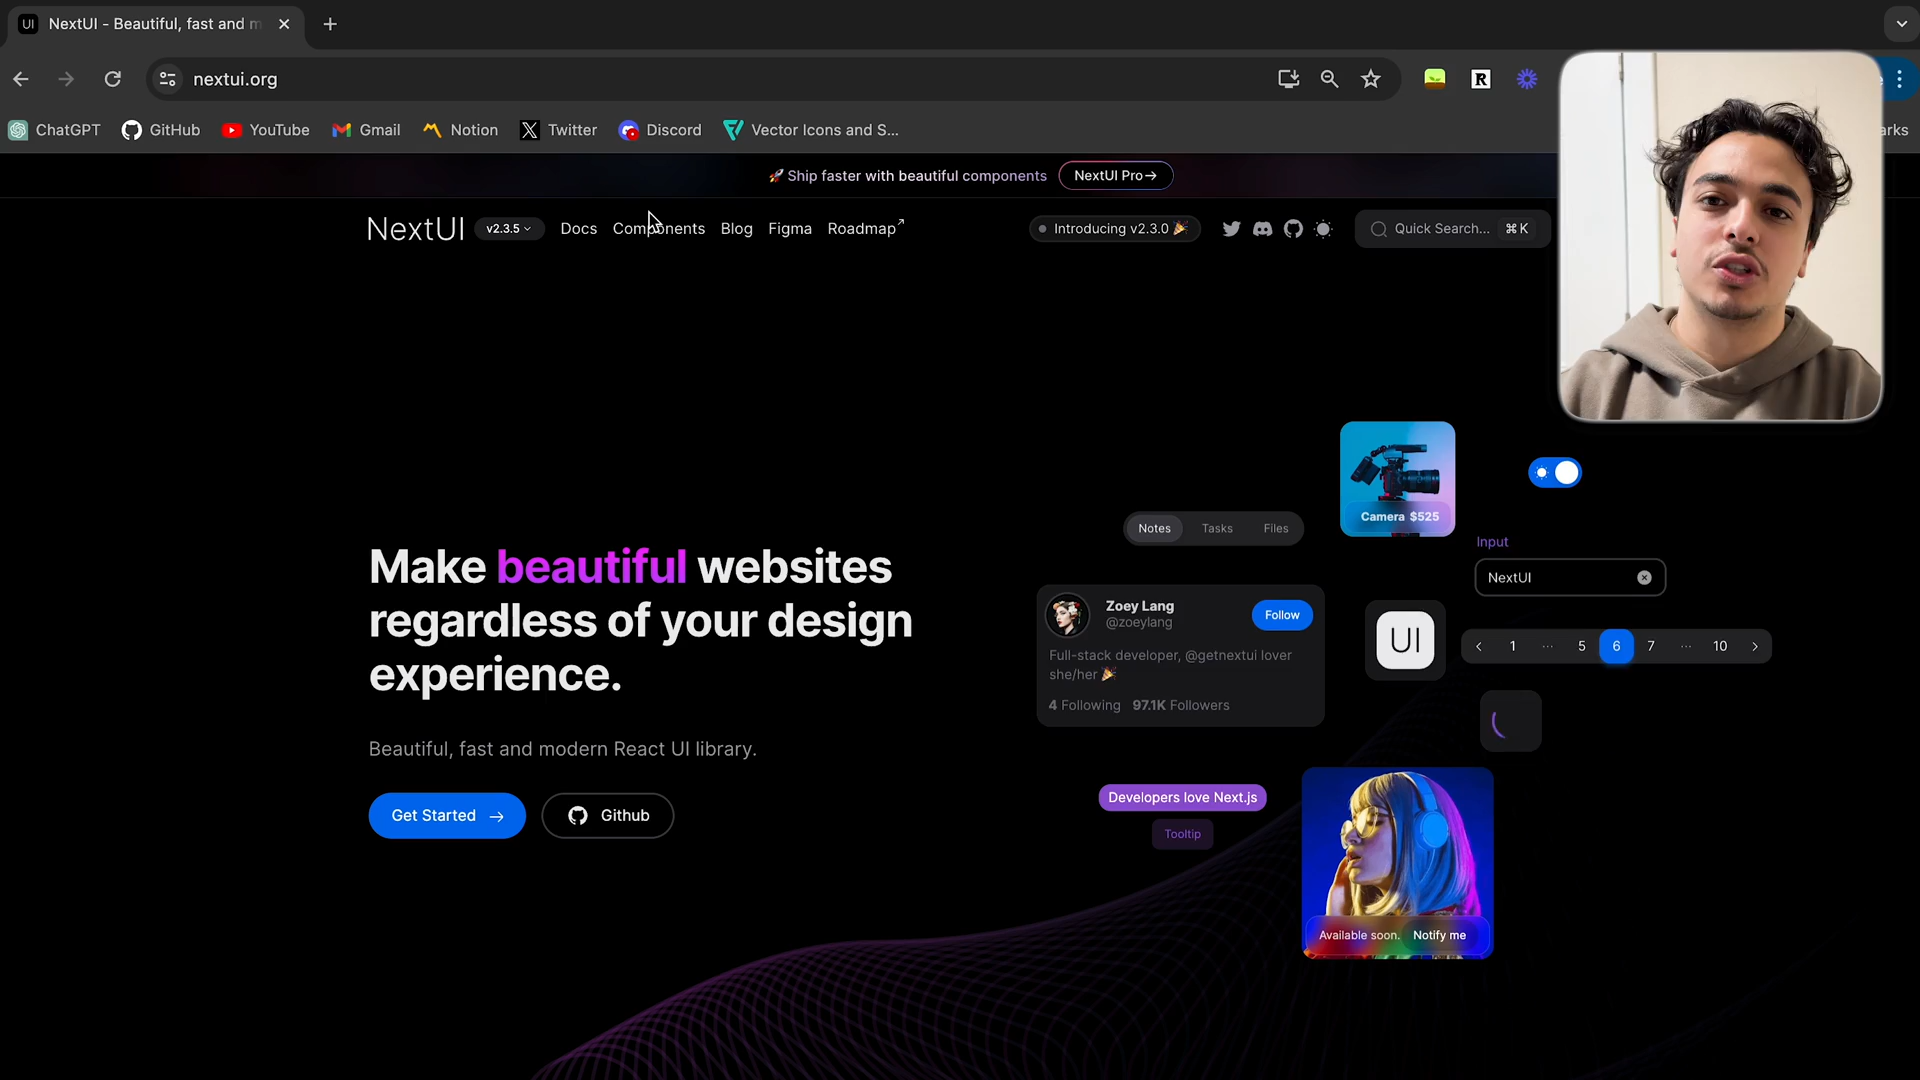 NextUI - Beautiful, fast and m
nextui.org
ChatGPT GitHub YouTube Gmail Notion Twitter Discord Vector Icons and S... arks
🚀 Ship faster with beautiful components NextUI Pro→
NextUI v2.3.5 Docs Components Blog Figma Roadmap Introducing v2.3.0 🎉 Quick Search... ⌘ K
Camera $525
Notes Tasks Files
Input
NextUI
Make beautiful websites
regardless of your design
experience.
Zoey Lang
@zoeylang
Follow
Full-stack developer, @getnextui lover
she/her 🎉
4 Following 97.1K Followers
UI
1 ... 5 6 7 ... 10
Beautiful, fast and modern React UI library.
Get Started → Github
Developers love Next.js
Tooltip
Available soon. Notify me